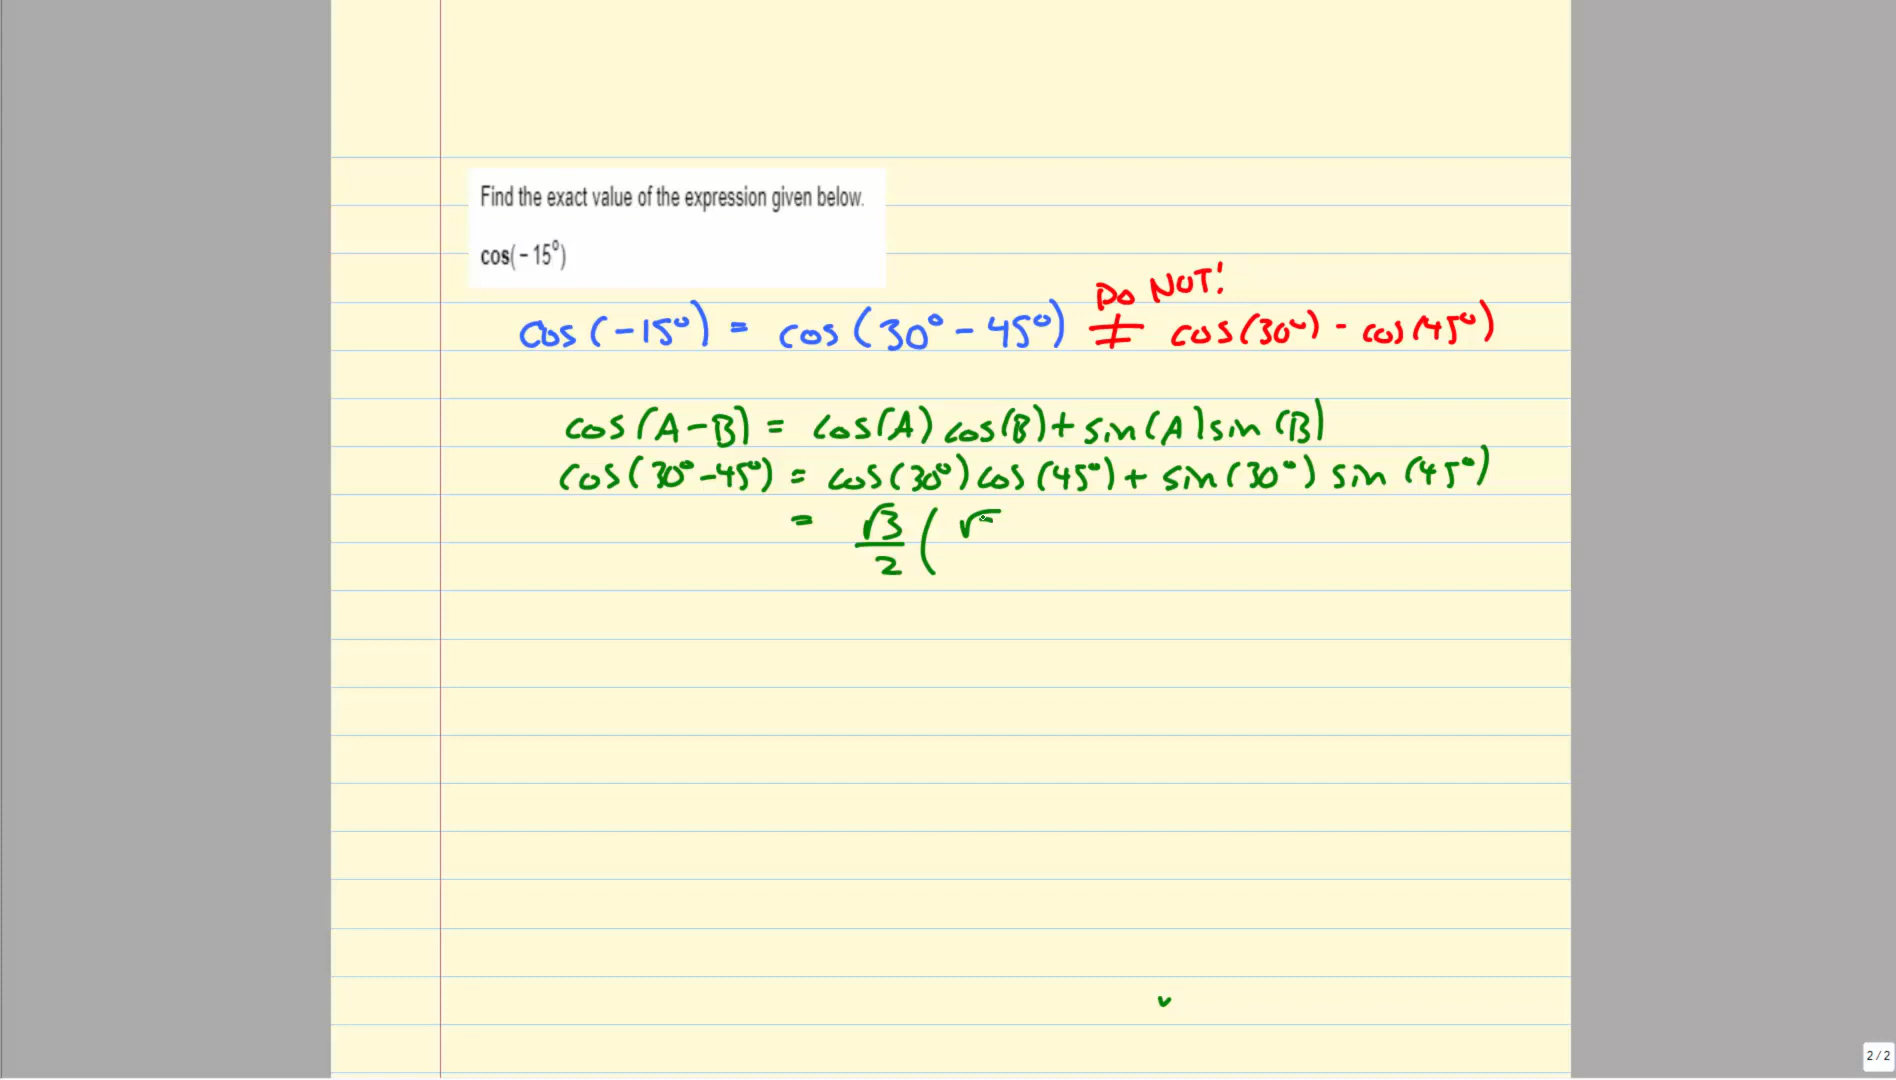 Find the exact value of the expression given below.
cos(−15⁰)
DO NOT!
cos(-15°) = cos(30° - 45°) ≠ cos(30°) - cos(45°)
cos(A-B) = cos(A) cos(B) + sin(A) sin(B)
cos(30°-45°) = cos(30°) cos(45°) + sin(30°) sin(45°)
= √3/2 ( √
2 / 2